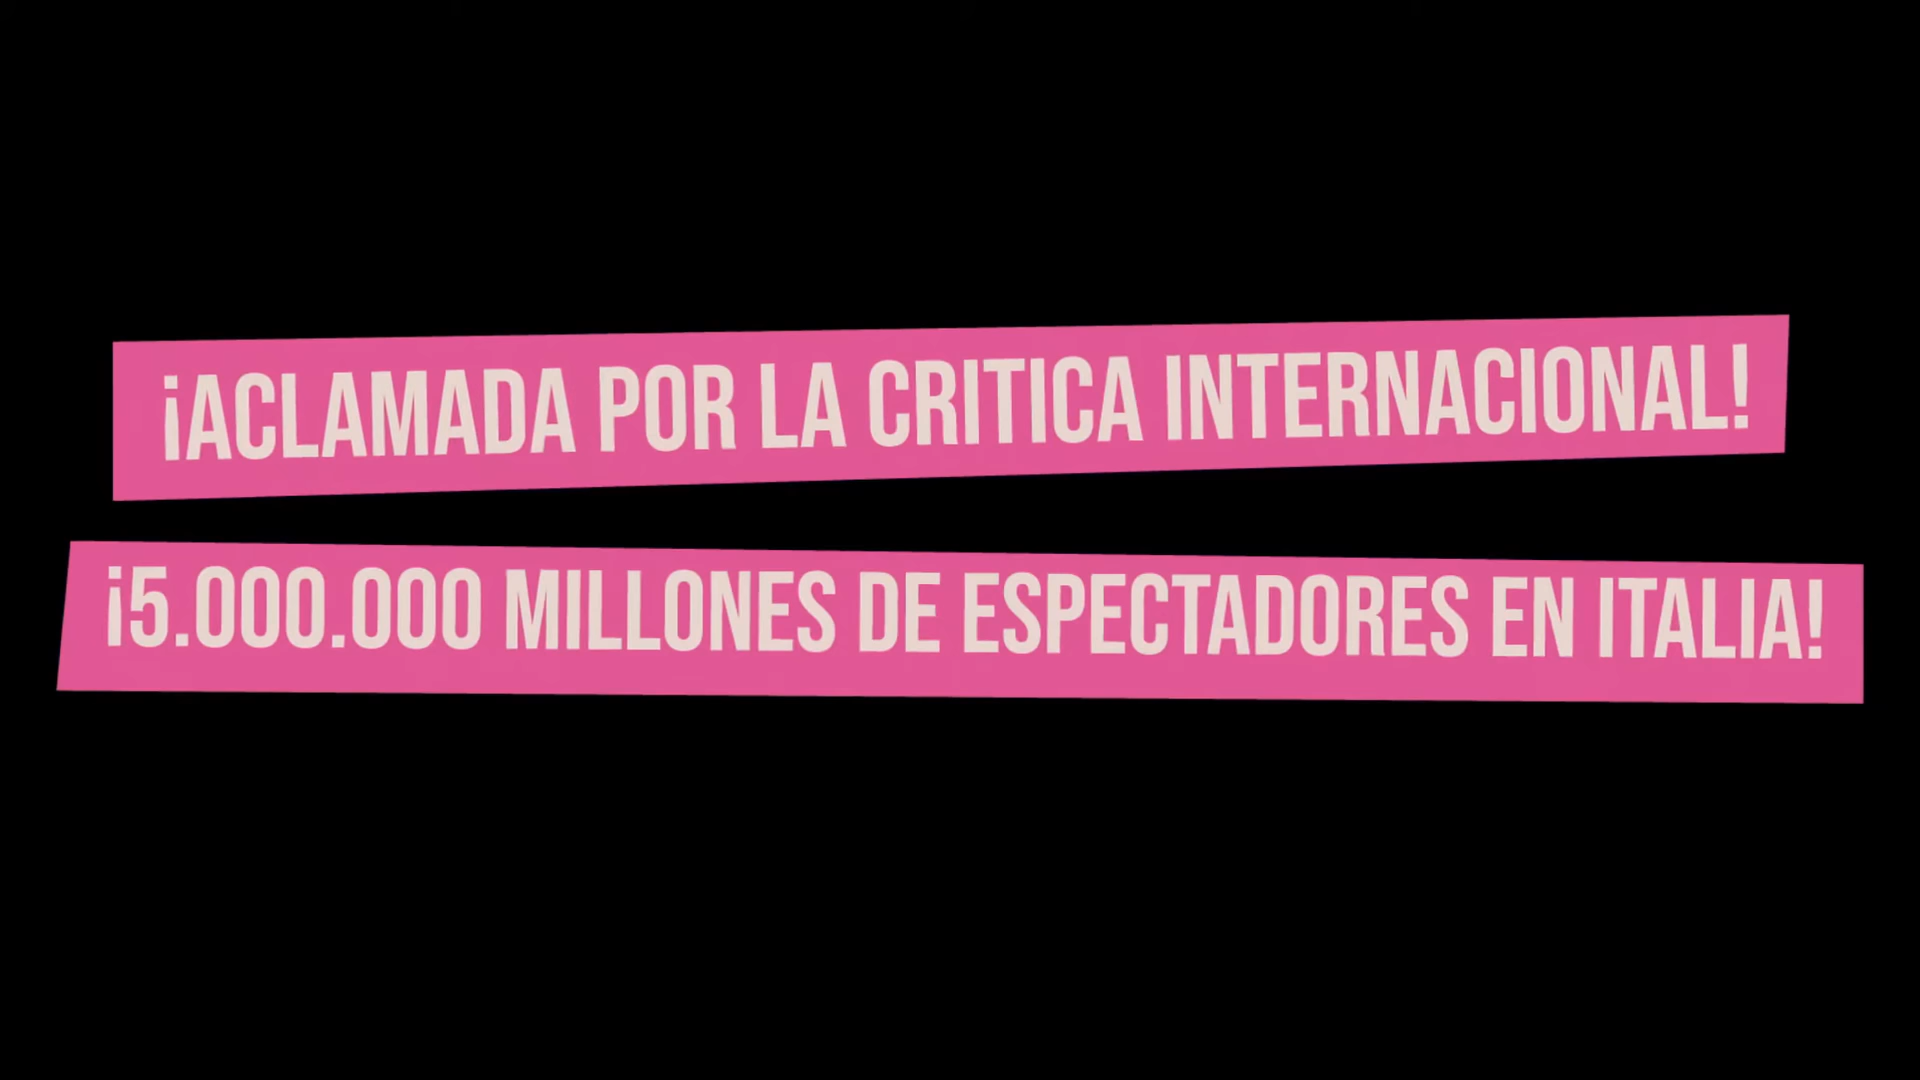 ¡ACLAMADA POR LA CRITICA INTERNACIONAL!
¡5.000.000 MILLONES DE ESPECTADORES EN ITALIA!